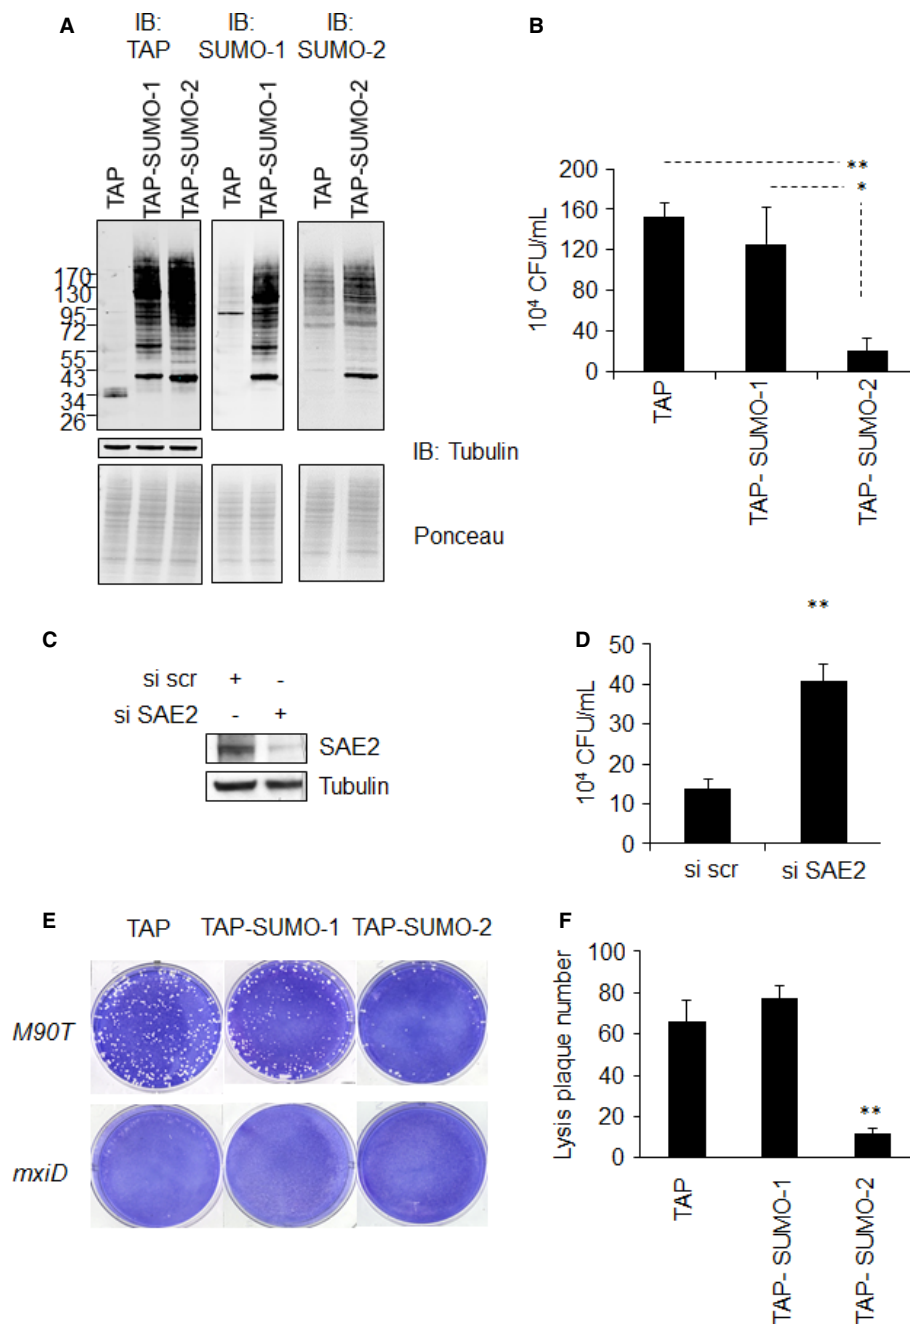 A
IB:
TAP
IB:
SUMO-1
IB:
SUMO-2
TAP
TAP-SUMO-1
TAP-SUMO-2
TAP
TAP-SUMO-1
TAP
TAP-SUMO-2
170
130
95
72
55
43
34
26
IB: Tubulin
Ponceau
B
**
*
10⁴ CFU/mL
200
160
120
80
40
0
TAP
TAP- SUMO-1
TAP- SUMO-2
C
si scr + -
si SAE2 - +
SAE2
Tubulin
D
**
10⁴ CFU/mL
50
40
30
20
10
0
si scr
si SAE2
E
TAP TAP-SUMO-1 TAP-SUMO-2
M90T
mxiD
F
Lysis plaque number
100
80
60
40
20
0
**
TAP
TAP- SUMO-1
TAP- SUMO-2